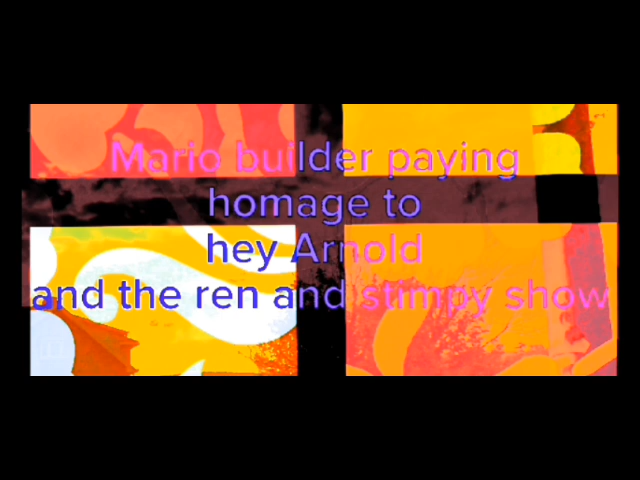 Mario builder paying
homage to
hey Arnold
and the ren and stimpy show